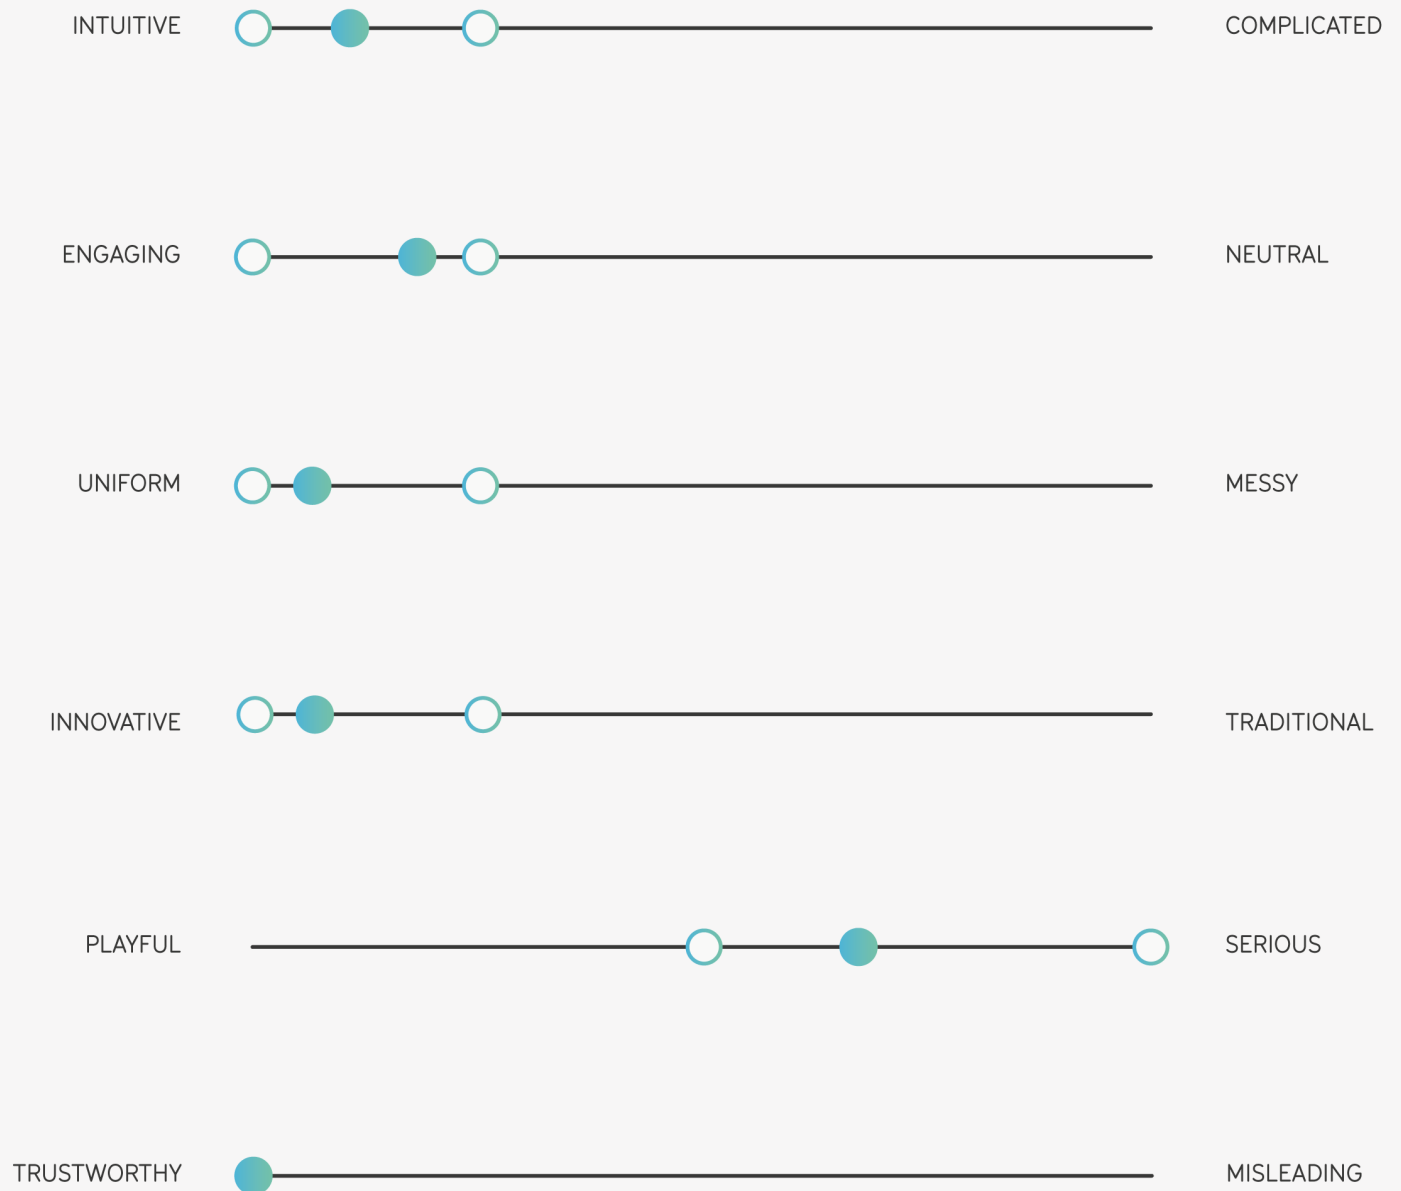 INTUITIVE COMPLICATED
ENGAGING NEUTRAL
UNIFORM MESSY
INNOVATIVE TRADITIONAL
PLAYFUL SERIOUS
TRUSTWORTHY MISLEADING